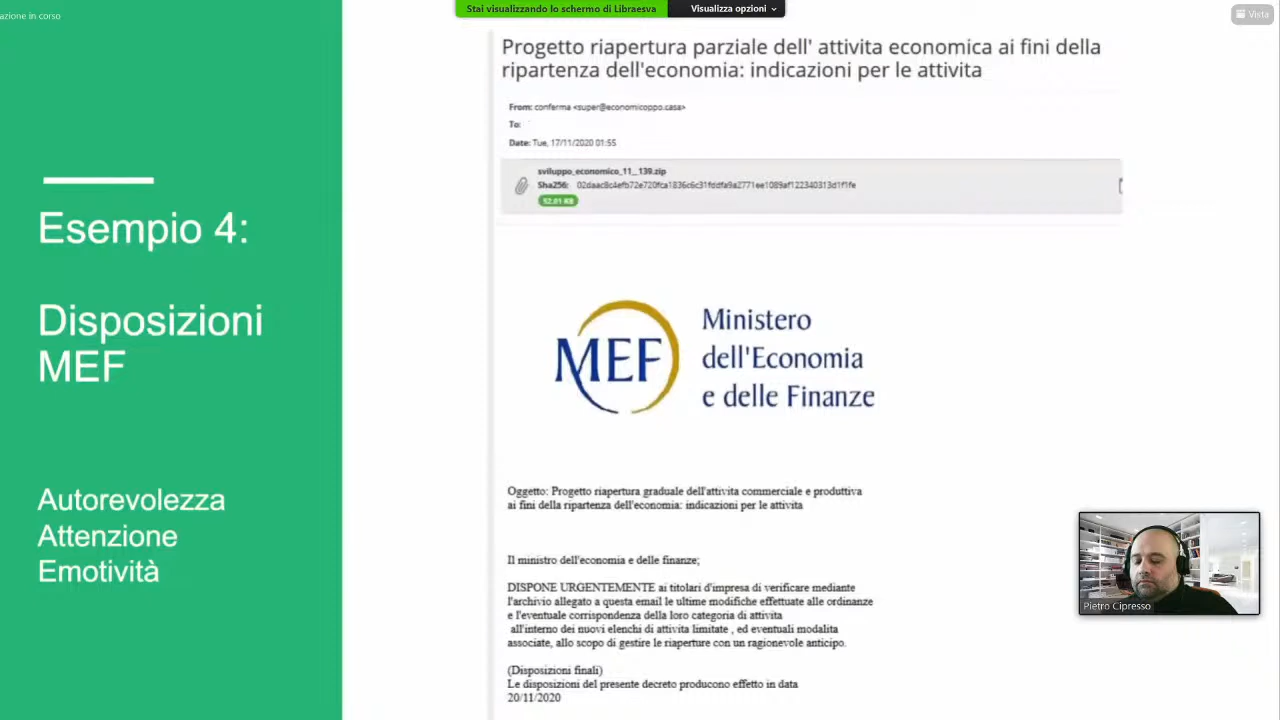 azione in corso
Stai visualizzando lo schermo di Libraesva
Visualizza opzioni
Vista
Esempio 4:
Disposizioni
MEF
Autorevolezza
Attenzione
Emotività
Progetto riapertura parziale dell' attivita economica ai fini della
ripartenza dell'economia: indicazioni per le attivita
From: conferma <super@economicoppo.casa>
To:
Date: Tue, 17/11/2020 01:55
sviluppo_economico_11_139.zip
Sha256:
52.01 KB
MEF
Ministero
dell'Economia
e delle Finanze
Oggetto: Progetto riapertura graduale dell'attivita commerciale e produttiva
ai fini della ripartenza dell'economia: indicazioni per le attivita
Il ministro dell'economia e delle finanze;
DISPONE URGENTEMENTE ai titolari d'impresa di verificare mediante
l'archivio allegato a questa email le ultime modifiche effettuate alle ordinanze
e l'eventuale corrispondenza della loro categoria di attivita
all'interno dei nuovi elenchi di attivita limitate , ed eventuali modalita
associate, allo scopo di gestire le riaperture con un ragionevole anticipo.
(Disposizioni finali)
Le disposizioni del presente decreto producono effetto in data
20/11/2020
Pietro Cipresso